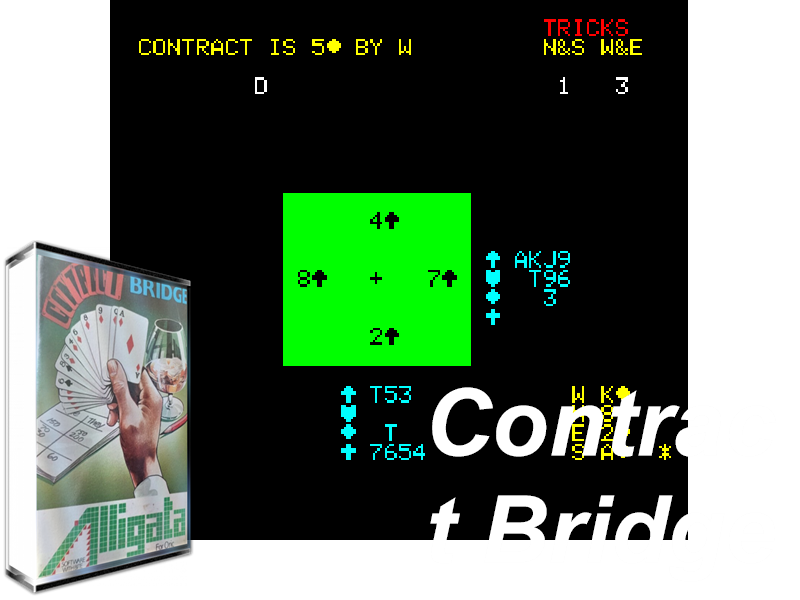 TRICKS
CONTRACT IS 5♦ BY W N&S W&E
D 1 3
4♠
8♠ + 7♠
2♠
♠ AKJ9
♥ T96
♦ 3
♣
♠ T53
♥
♦ T
♣ 7654
W K♦
E 2
S A *
Contra
t Bridg
BRIDGE
Alligata